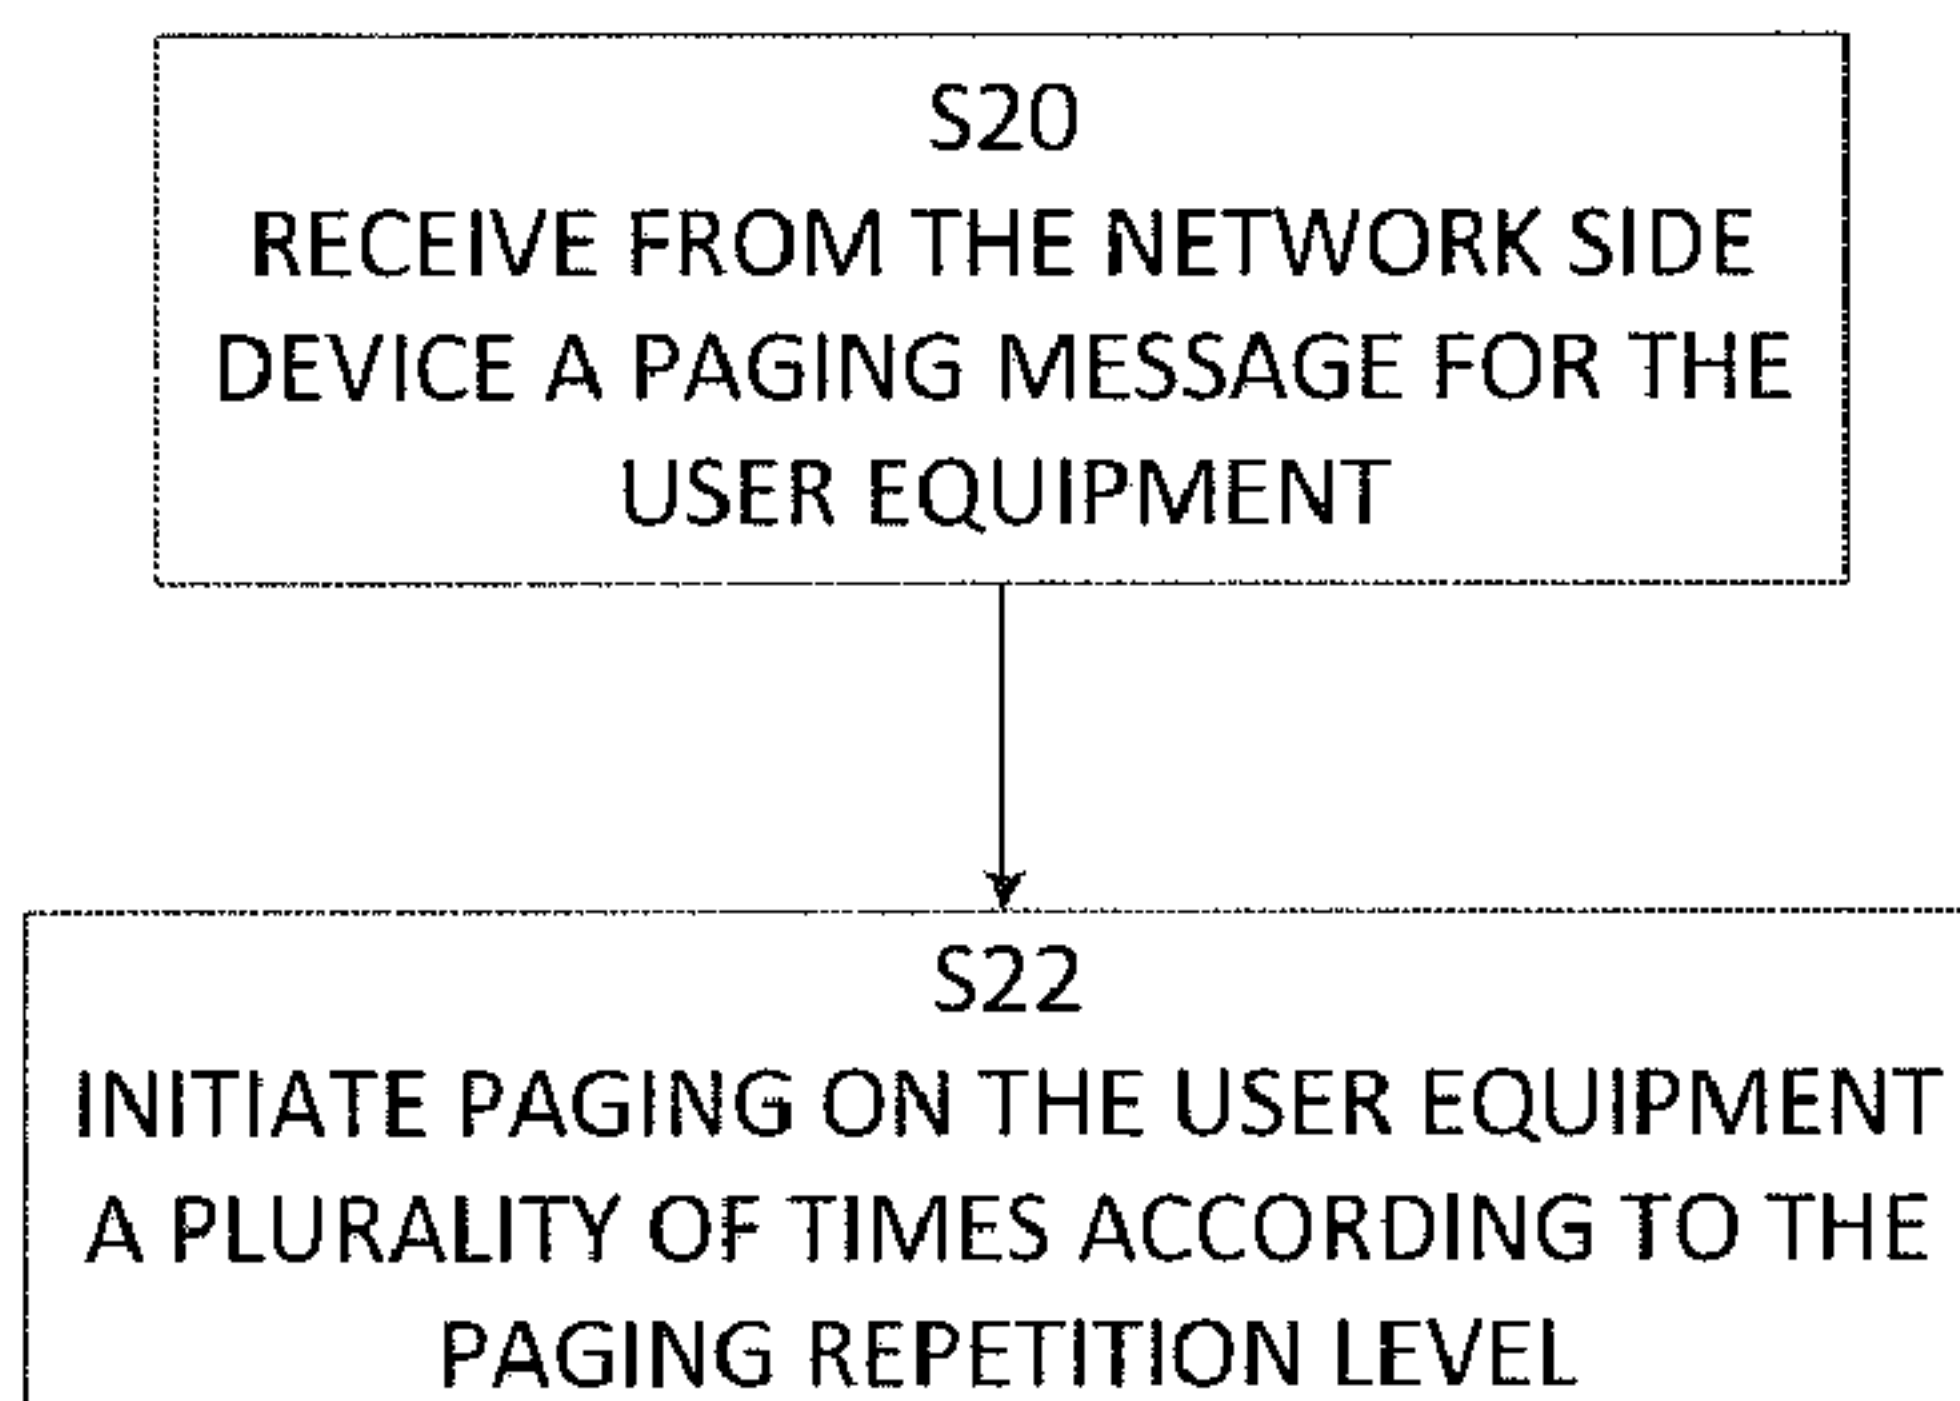 S20
RECEIVE FROM THE NETWORK SIDE
DEVICE A PAGING MESSAGE FOR THE
USER EQUIPMENT
S22
INITIATE PAGING ON THE USER EQUIPMENT
A PLURALITY OF TIMES ACCORDING TO THE
PAGING REPETITION LEVEL